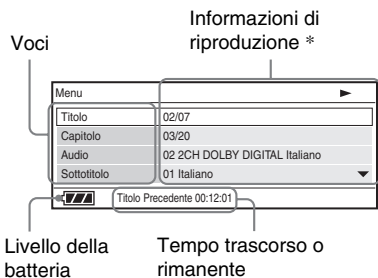 Informazioni di
riproduzione *
Voci
Menu
Titolo 02/07
Capitolo 03/20
Audio 02 2CH DOLBY DIGITAL Italiano
Sottotitolo 01 Italiano
Titolo Precedente 00:12:01
Livello della
batteria
Tempo trascorso o
rimanente